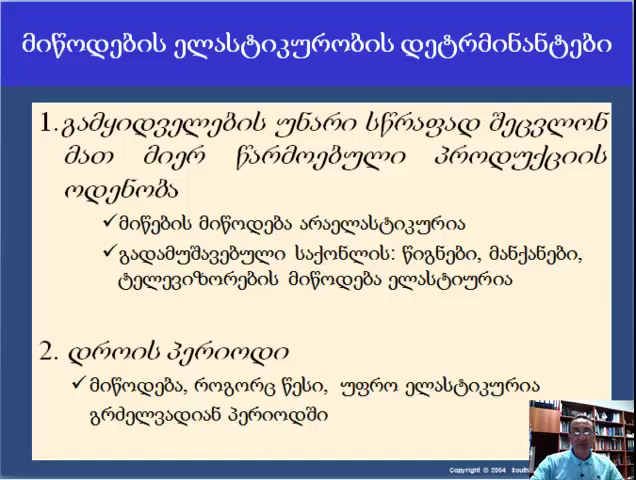 მიწოდების ელასტიკურობის დეტრმინანტები
1.გამყიდველების უნარი სწრაფად შეცვლონ
მათ მიერ წარმოებული პროდუქციის
ოდენობა
✓მიწების მიწოდება არაელასტიკურია
✓გადამუშავებული საქონლის: წიგნები, მანქანები,
ტელევიზორების მიწოდება ელასტიურია
2. დროის პერიოდი
✓მიწოდება, როგორც წესი, უფრო ელასტიკურია
გრძელვადიან პერიოდში
Copyright © 2004